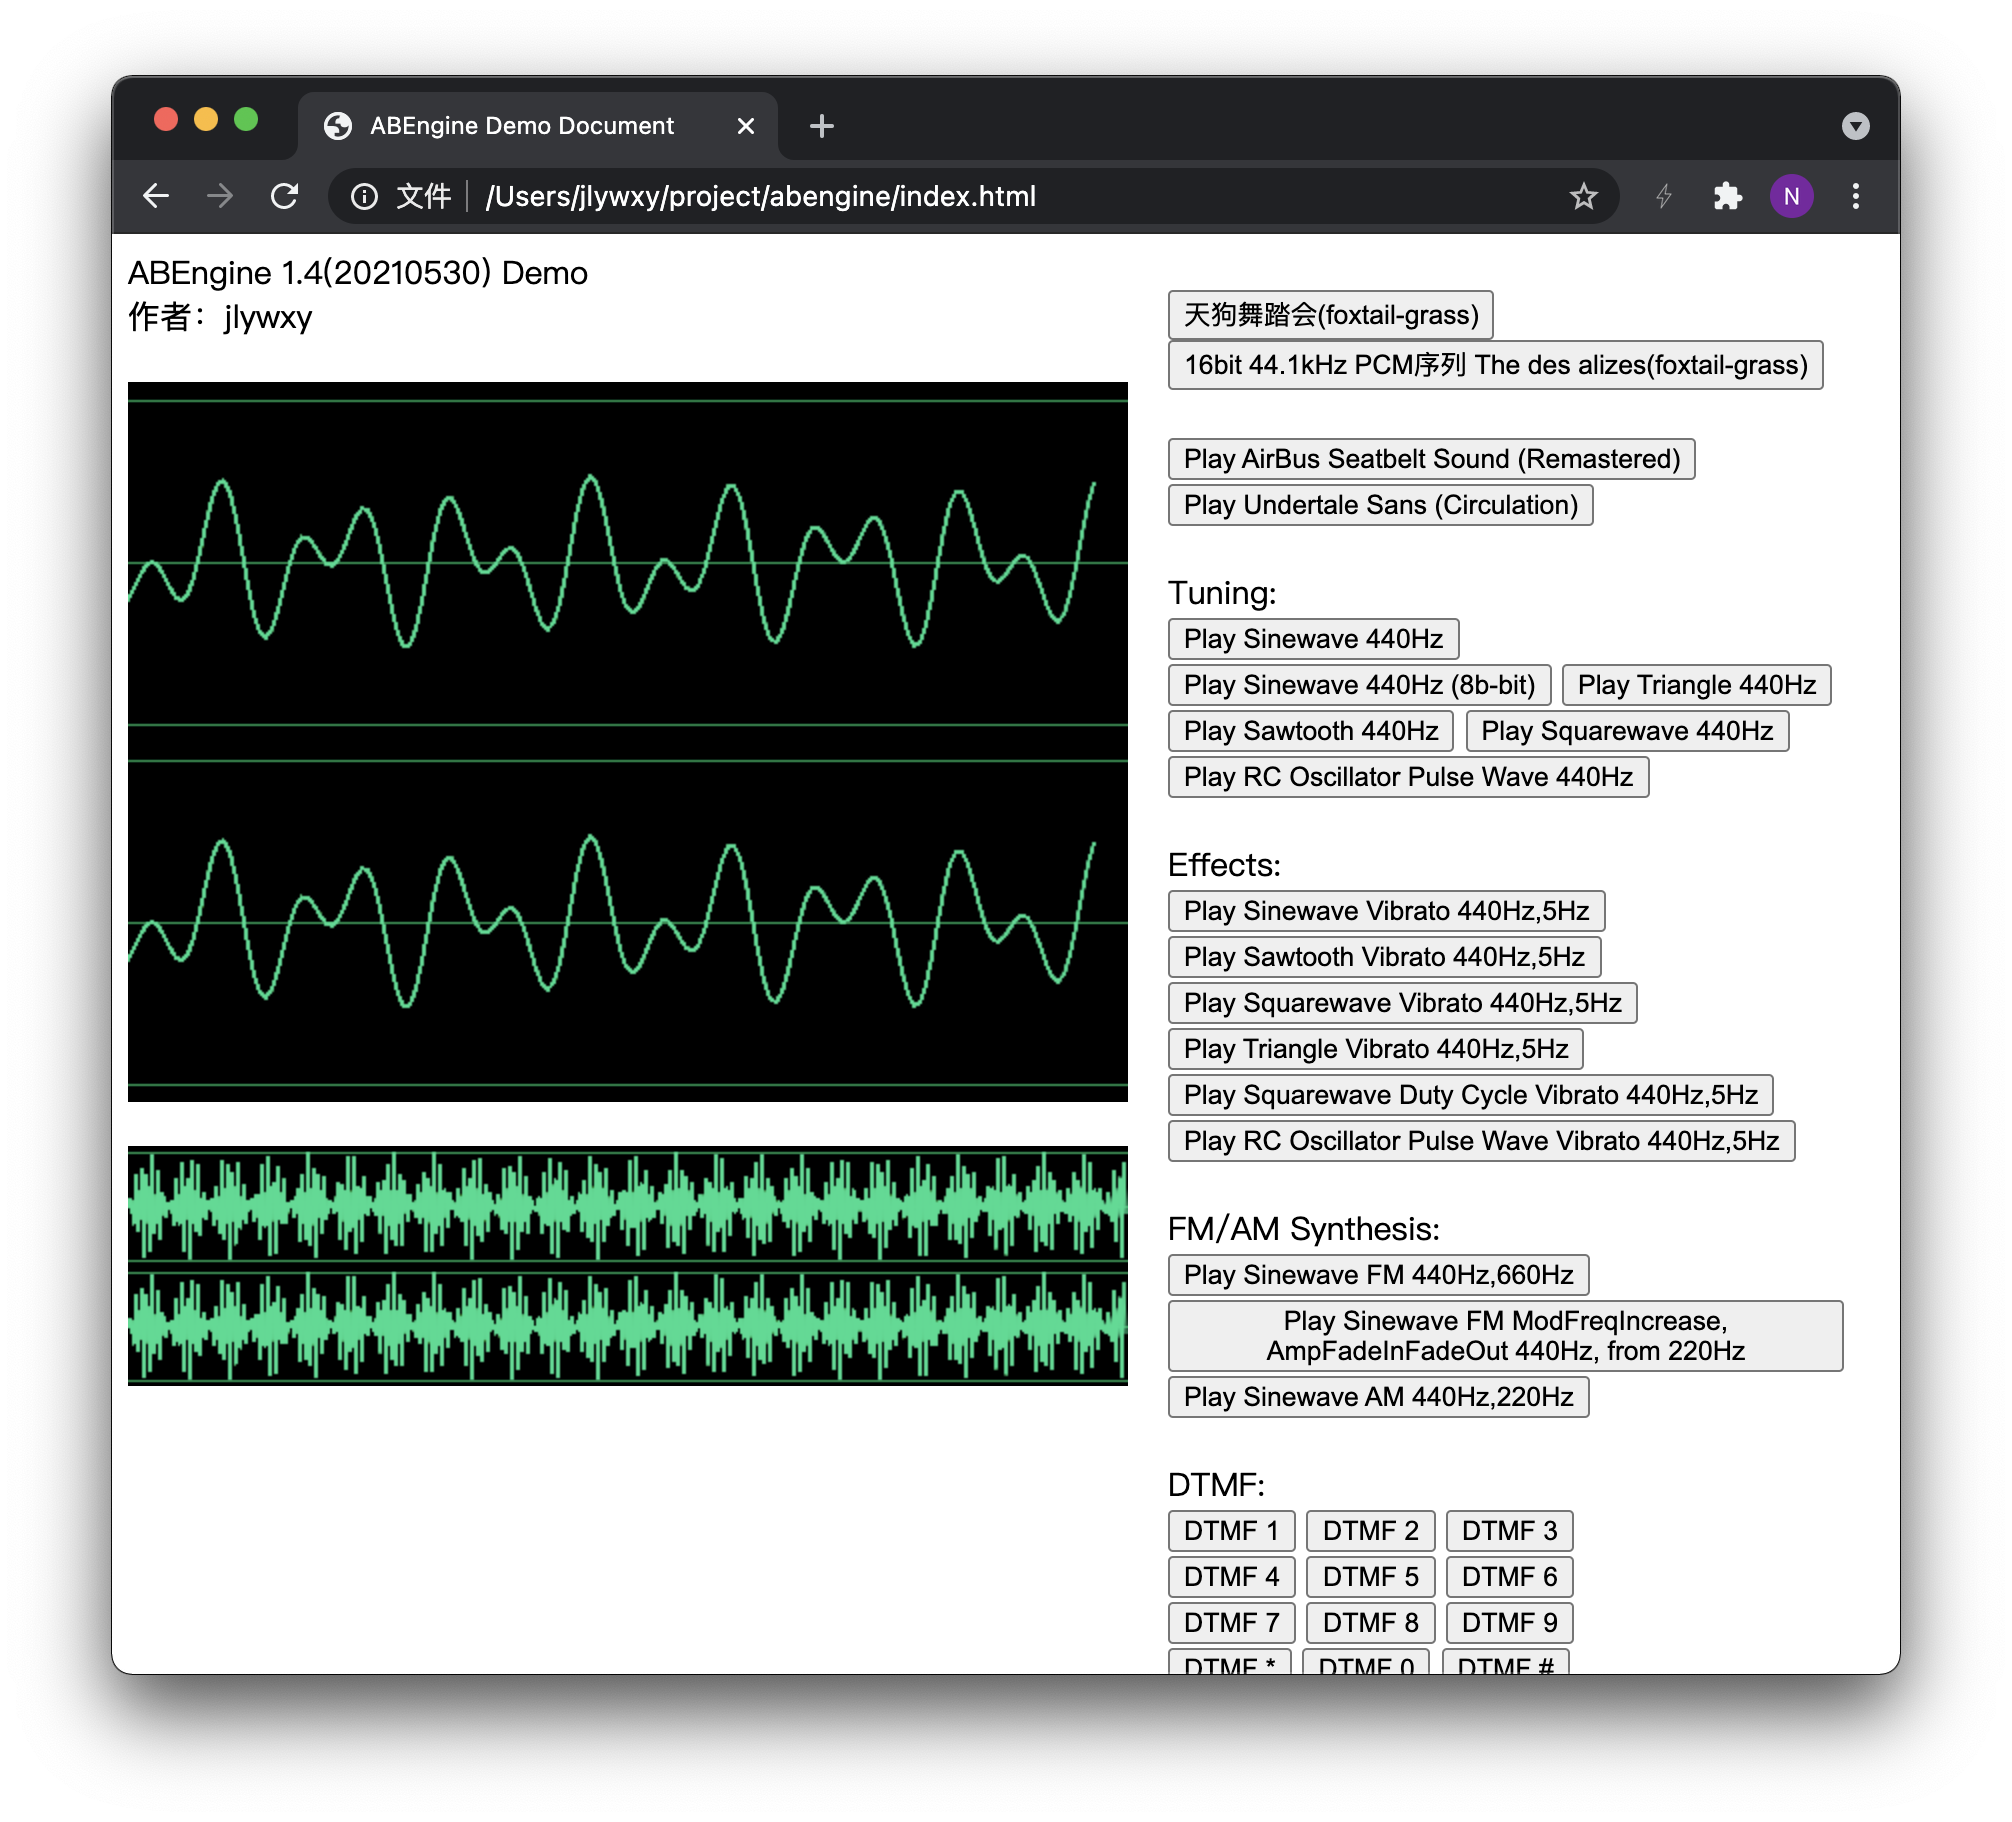 ABEngine Demo Document
文件 /Users/jlywxy/project/abengine/index.html
N
ABEngine 1.4(20210530) Demo
作者：jlywxy
天狗舞踏会(foxtail-grass)
16bit 44.1kHz PCM序列 The des alizes(foxtail-grass)
Play AirBus Seatbelt Sound (Remastered)
Play Undertale Sans (Circulation)
Tuning:
Play Sinewave 440Hz
Play Sinewave 440Hz (8b-bit) Play Triangle 440Hz
Play Sawtooth 440Hz Play Squarewave 440Hz
Play RC Oscillator Pulse Wave 440Hz
Effects:
Play Sinewave Vibrato 440Hz,5Hz
Play Sawtooth Vibrato 440Hz,5Hz
Play Squarewave Vibrato 440Hz,5Hz
Play Triangle Vibrato 440Hz,5Hz
Play Squarewave Duty Cycle Vibrato 440Hz,5Hz
Play RC Oscillator Pulse Wave Vibrato 440Hz,5Hz
FM/AM Synthesis:
Play Sinewave FM 440Hz,660Hz
Play Sinewave FM ModFreqIncrease,
AmpFadeInFadeOut 440Hz, from 220Hz
Play Sinewave AM 440Hz,220Hz
DTMF:
DTMF 1 DTMF 2 DTMF 3
DTMF 4 DTMF 5 DTMF 6
DTMF 7 DTMF 8 DTMF 9
DTMF * DTMF 0 DTMF #